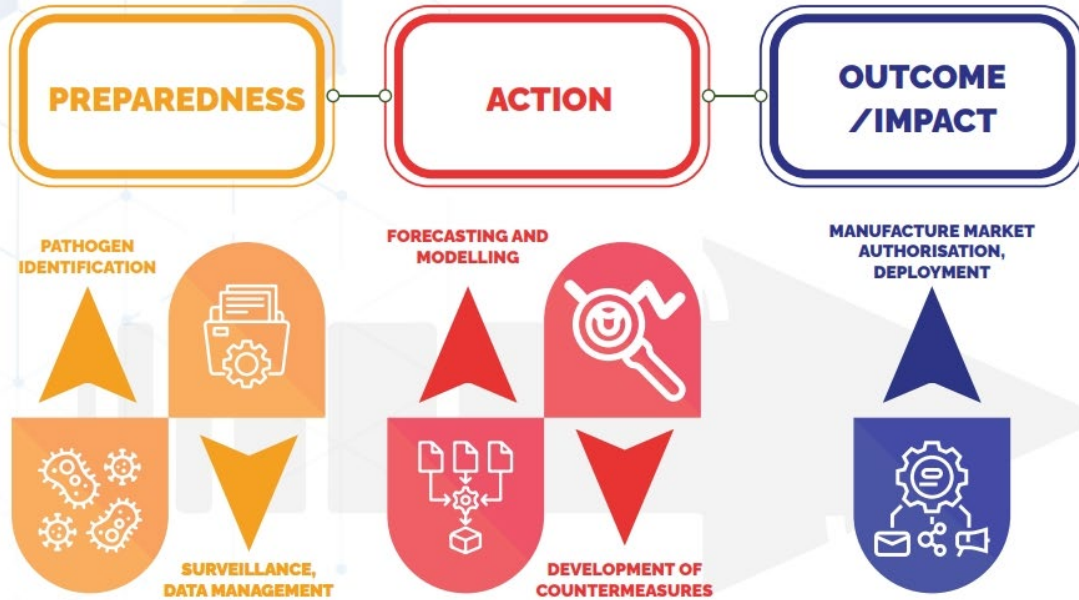 PREPAREDNESS
ACTION
OUTCOME
/IMPACT
PATHOGEN
IDENTIFICATION
FORECASTING AND
MODELLING
MANUFACTURE MARKET
AUTHORISATION,
DEPLOYMENT
SURVEILLANCE,
DATA MANAGEMENT
DEVELOPMENT OF
COUNTERMEASURES